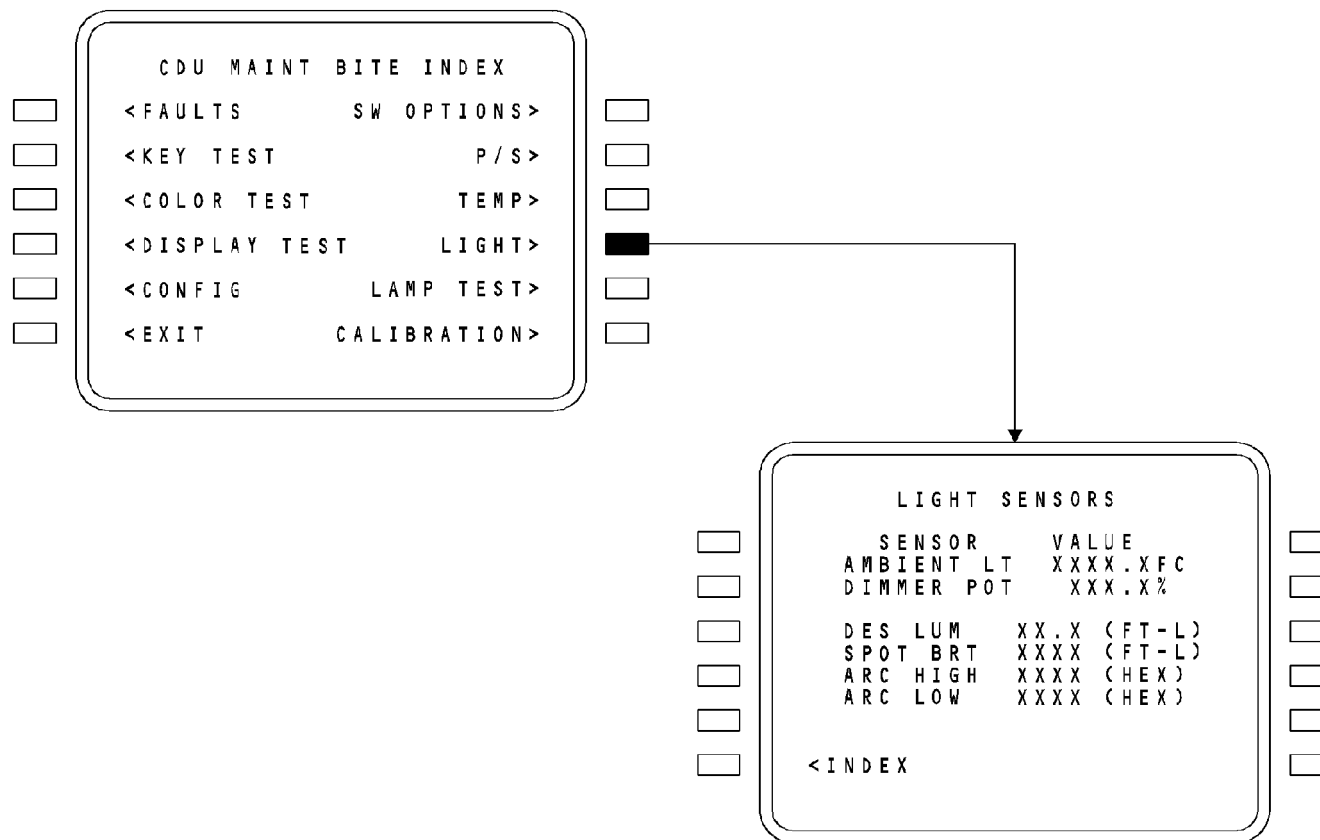 CDU MAINT BITE INDEX
<FAULTS SW OPTIONS>
<KEY TEST P/S>
<COLOR TEST TEMP>
<DISPLAY TEST LIGHT>
<CONFIG LAMP TEST>
<EXIT CALIBRATION>
LIGHT SENSORS
SENSOR VALUE
AMBIENT LT XXXX.XFC
DIMMER POT XXX.X%
DES LUM XX.X (FT-L)
SPOT BRT XXXX (FT-L)
ARC HIGH XXXX (HEX)
ARC LOW XXXX (HEX)
<INDEX